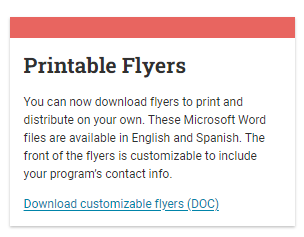 Printable Flyers
You can now download flyers to print and
distribute on your own. These Microsoft Word
files are available in English and Spanish. The
front of the flyers is customizable to include
your program's contact info.
Download customizable flyers (DOC)